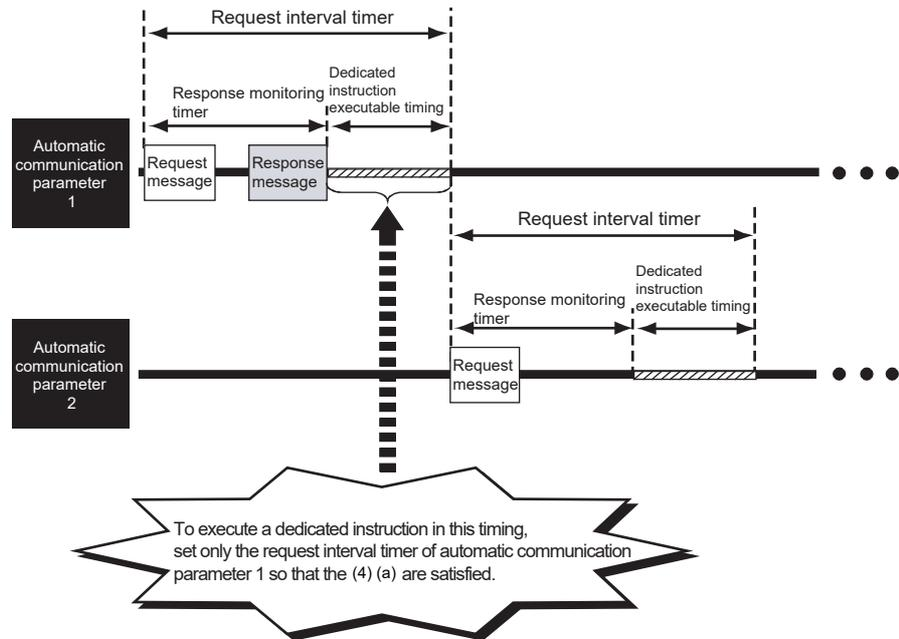 Request interval timer
Dedicated
instruction
executable timing
Response monitoring
timer
Automatic
communication
parameter
1
Request
message
Response
message
Request interval timer
Dedicated
instruction
executable timing
Response monitoring
timer
Automatic
communication
parameter
2
Request
message
To execute a dedicated instruction in this timing,
set only the request interval timer of automatic communication
parameter 1 so that the (4) (a) are satisfied.